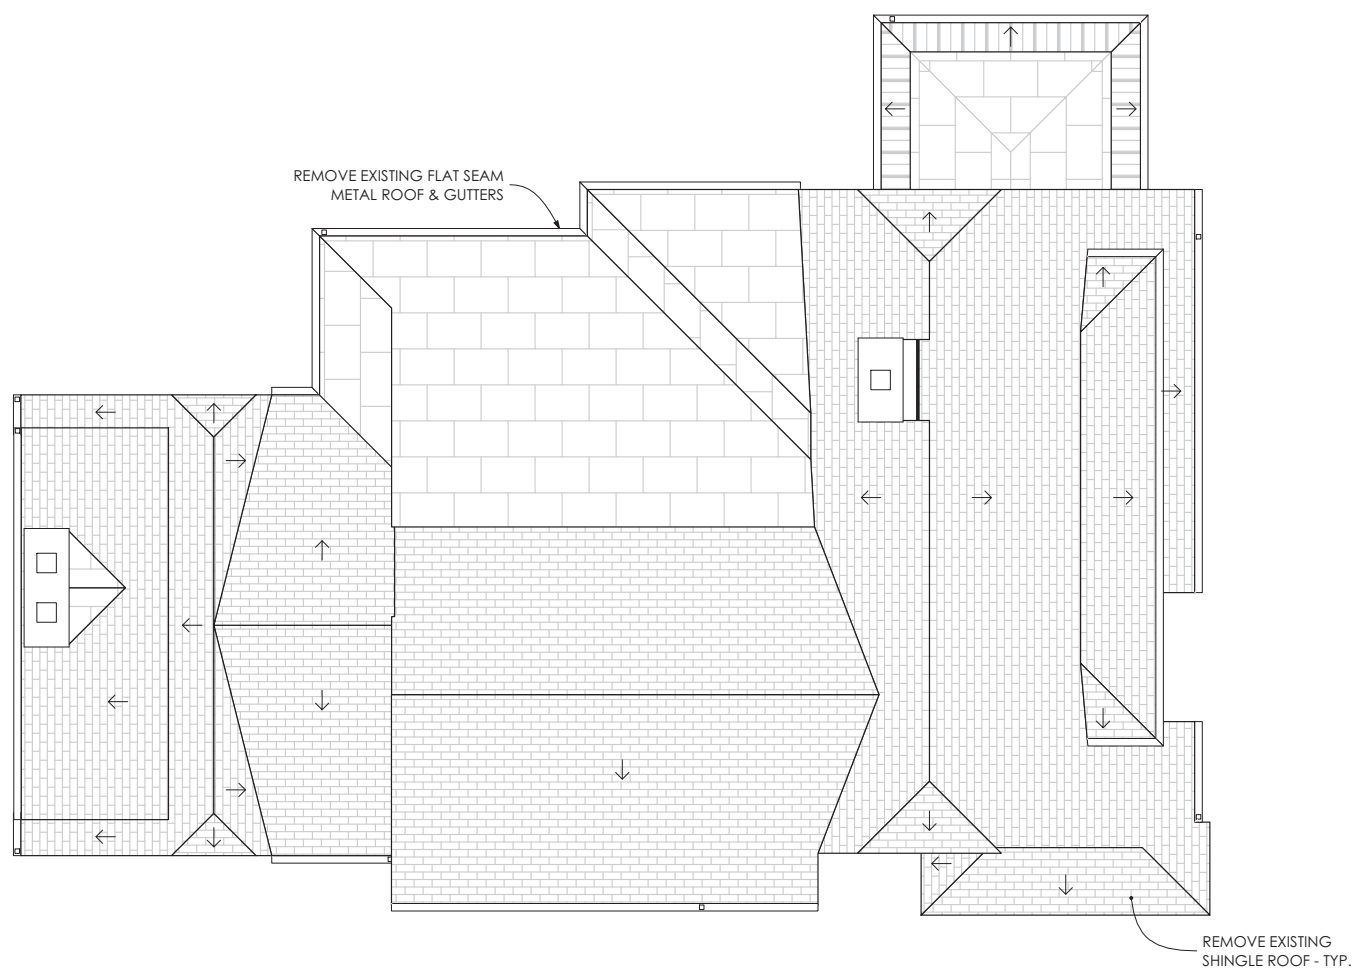 REMOVE EXISTING FLAT SEAM
METAL ROOF & GUTTERS
REMOVE EXISTING
SHINGLE ROOF - TYP.